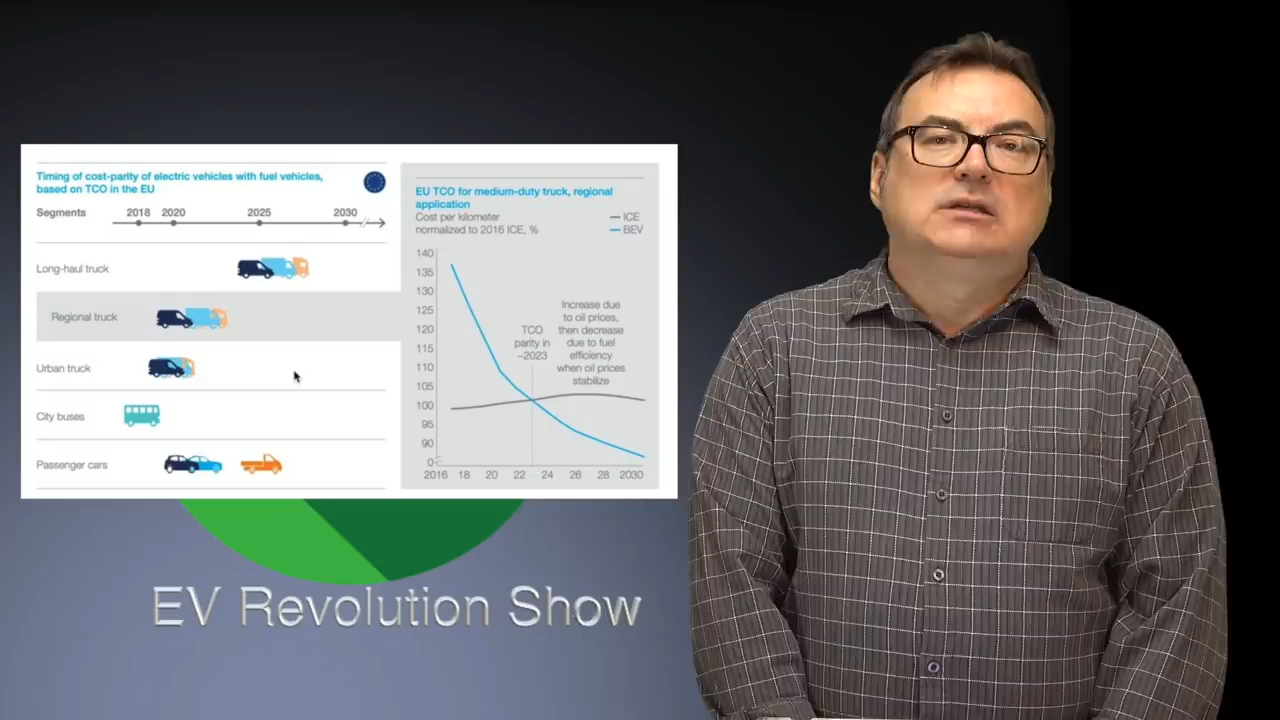 Timing of cost-parity of electric vehicles with fuel vehicles,
based on TCO in the EU
Segments 2018 2020 2025 2030
Long-haul truck
Regional truck
Urban truck
City buses
Passenger cars
EU TCO for medium-duty truck, regional
application
Cost per kilometer
normalized to 2016 ICE, %
ICE
BEV
140
135
130
125
120
115
110
105
100
95
90
0
TCO
parity in
~2023
Increase due
to oil prices,
then decrease
due to fuel
efficiency
when oil prices
stabilize
2016 18 20 22 24 26 28 2030
EV Revolution Show